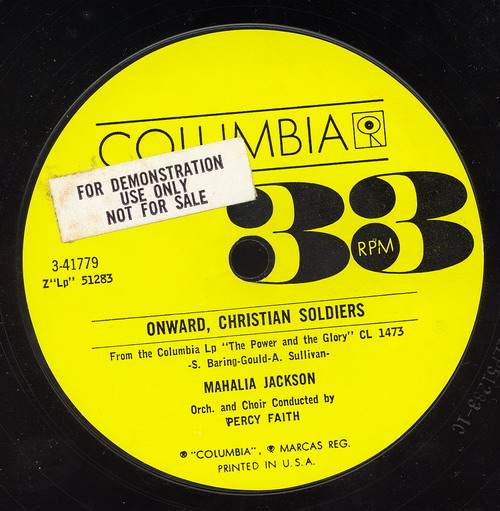 COLUMBIA
FOR DEMONSTRATION
USE ONLY
NOT FOR SALE
33
RPM
3-41779
Z"Lp" 51283
ONWARD, CHRISTIAN SOLDIERS
From the Columbia Lp "The Power and the Glory" CL 1473
-S. Baring-Gould-A. Sullivan-
MAHALIA JACKSON
Orch. and Choir Conducted by
PERCY FAITH
"COLUMBIA", MARCAS REG.
PRINTED IN U.S.A.